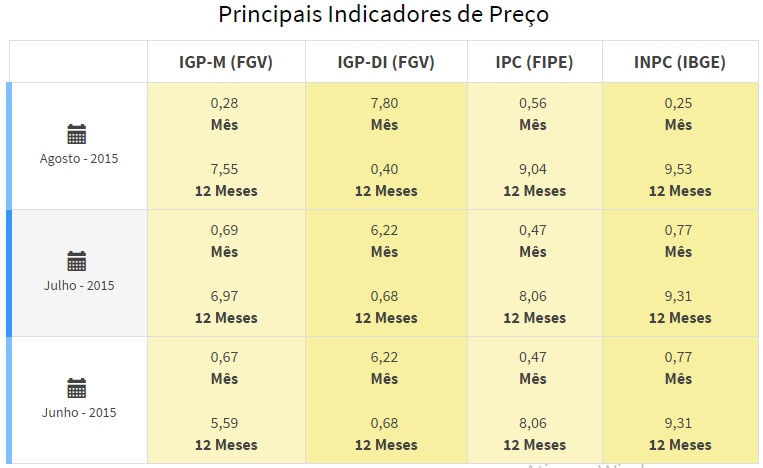 Principais Indicadores de Preço
IGP-M (FGV) IGP-DI (FGV) IPC (FIPE) INPC (IBGE)
Agosto - 2015
0,28 7,80 0,56 0,25
Mês Mês Mês Mês
7,55 0,40 9,04 9,53
12 Meses 12 Meses 12 Meses 12 Meses
Julho - 2015
0,69 6,22 0,47 0,77
Mês Mês Mês Mês
6,97 0,68 8,06 9,31
12 Meses 12 Meses 12 Meses 12 Meses
Junho - 2015
0,67 6,22 0,47 0,77
Mês Mês Mês Mês
5,59 0,68 8,06 9,31
12 Meses 12 Meses 12 Meses 12 Meses